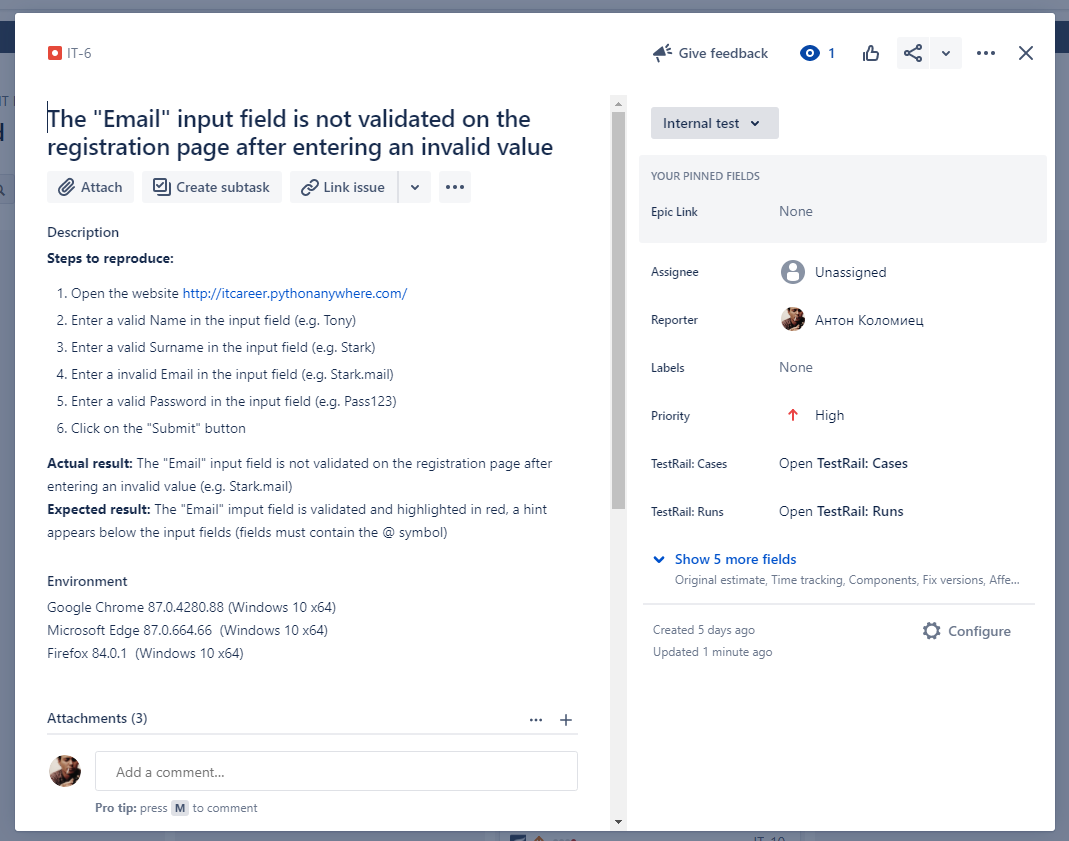 IT-6
Give feedback
1
The "Email" input field is not validated on the
registration page after entering an invalid value
Attach
Create subtask
Link issue
Description
Steps to reproduce:
1. Open the website http://itcareer.pythonanywhere.com/
2. Enter a valid Name in the input field (e.g. Tony)
3. Enter a valid Surname in the input field (e.g. Stark)
4. Enter a invalid Email in the input field (e.g. Stark.mail)
5. Enter a valid Password in the input field (e.g. Pass123)
6. Click on the "Submit" button
Actual result: The "Email" input field is not validated on the registration page after
entering an invalid value (e.g. Stark.mail)
Expected result: The "Email" imput field is validated and highlighted in red, a hint
appears below the input fields (fields must contain the @ symbol)
Environment
Google Chrome 87.0.4280.88 (Windows 10 x64)
Microsoft Edge 87.0.664.66 (Windows 10 x64)
Firefox 84.0.1 (Windows 10 x64)
Attachments (3)
Add a comment...
Pro tip: press M to comment
Internal test
YOUR PINNED FIELDS
Epic Link None
Assignee Unassigned
Reporter Антон Коломиец
Labels None
Priority High
TestRail: Cases Open TestRail: Cases
TestRail: Runs Open TestRail: Runs
Show 5 more fields
Original estimate, Time tracking, Components, Fix versions, Affe...
Created 5 days ago
Configure
Updated 1 minute ago